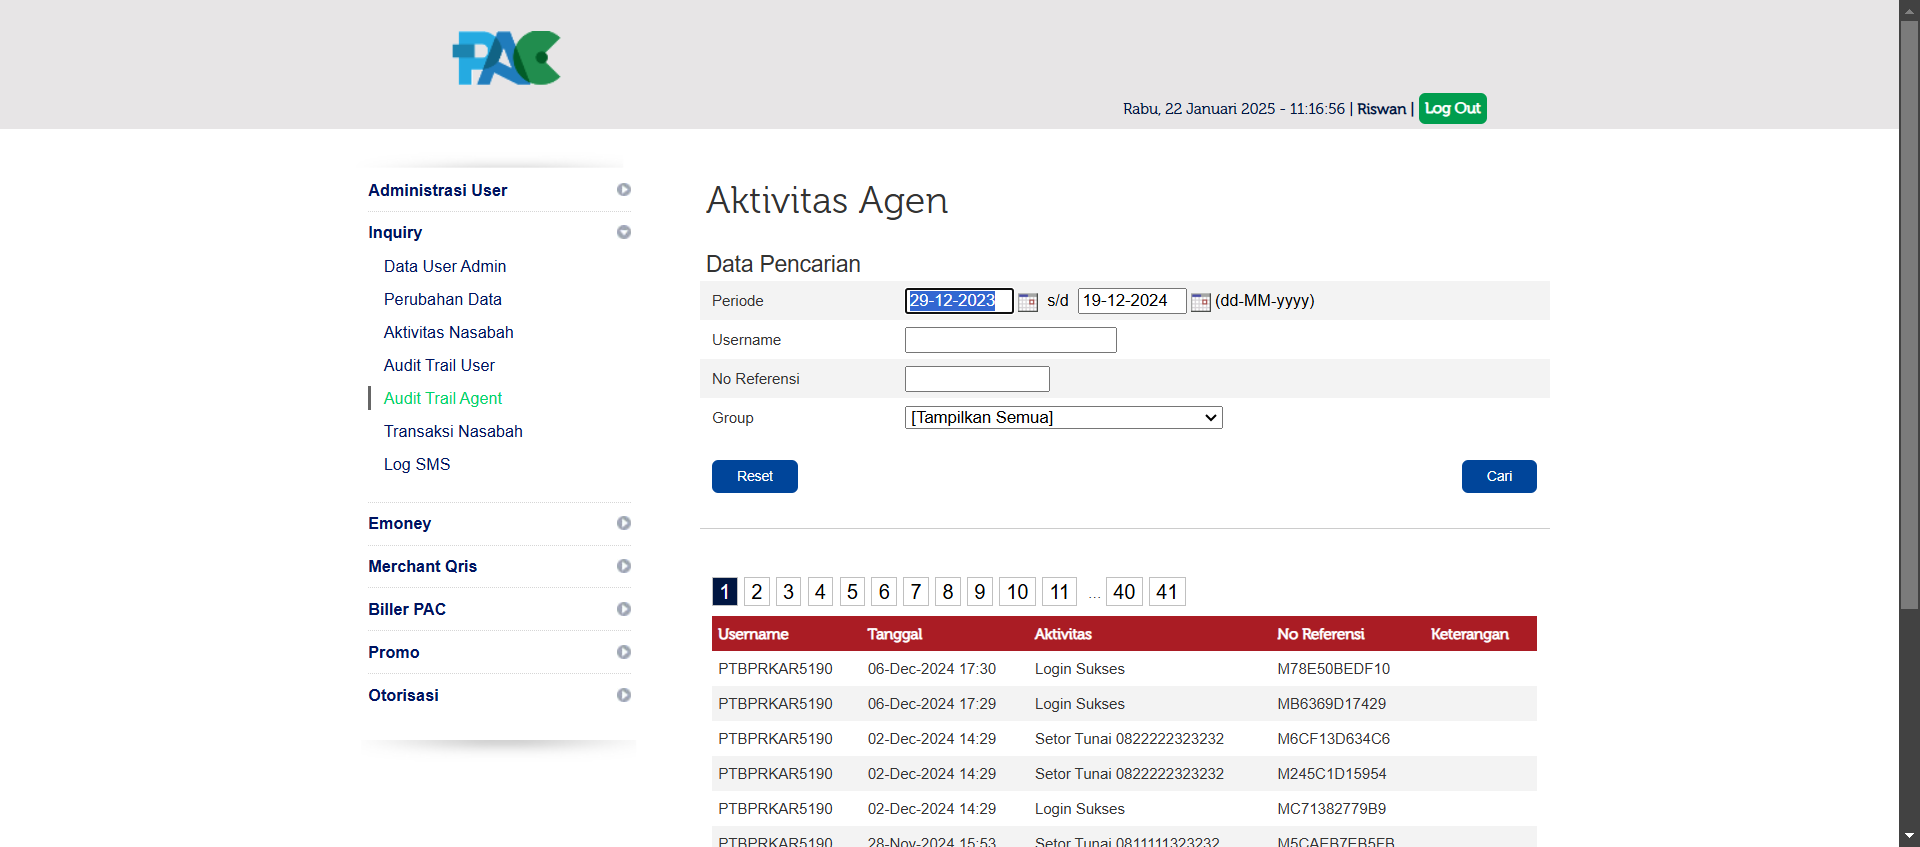 PAC
Rabu, 22 Januari 2025 - 11:16:56 | Riswan | Log Out
Administrasi User
Inquiry
Data User Admin
Perubahan Data
Aktivitas Nasabah
Audit Trail User
Audit Trail Agent
Transaksi Nasabah
Log SMS
Emoney
Merchant Qris
Biller PAC
Promo
Otorisasi
Aktivitas Agen
Data Pencarian
Periode 29-12-2023 s/d 19-12-2024 (dd-MM-yyyy)
Username
No Referensi
Group [Tampilkan Semua]
Reset Cari
1 2 3 4 5 6 7 8 9 10 11 ... 40 41
Username Tanggal Aktivitas No Referensi Keterangan
PTBPRKAR5190 06-Dec-2024 17:30 Login Sukses M78E50BEDF10
PTBPRKAR5190 06-Dec-2024 17:29 Login Sukses MB6369D17429
PTBPRKAR5190 02-Dec-2024 14:29 Setor Tunai 0822222323232 M6CF13D634C6
PTBPRKAR5190 02-Dec-2024 14:29 Setor Tunai 0822222323232 M245C1D15954
PTBPRKAR5190 02-Dec-2024 14:29 Login Sukses MC71382779B9
PTBPRKAR5190 28-Nov-2024 15:53 Setor Tunai 0811111323232